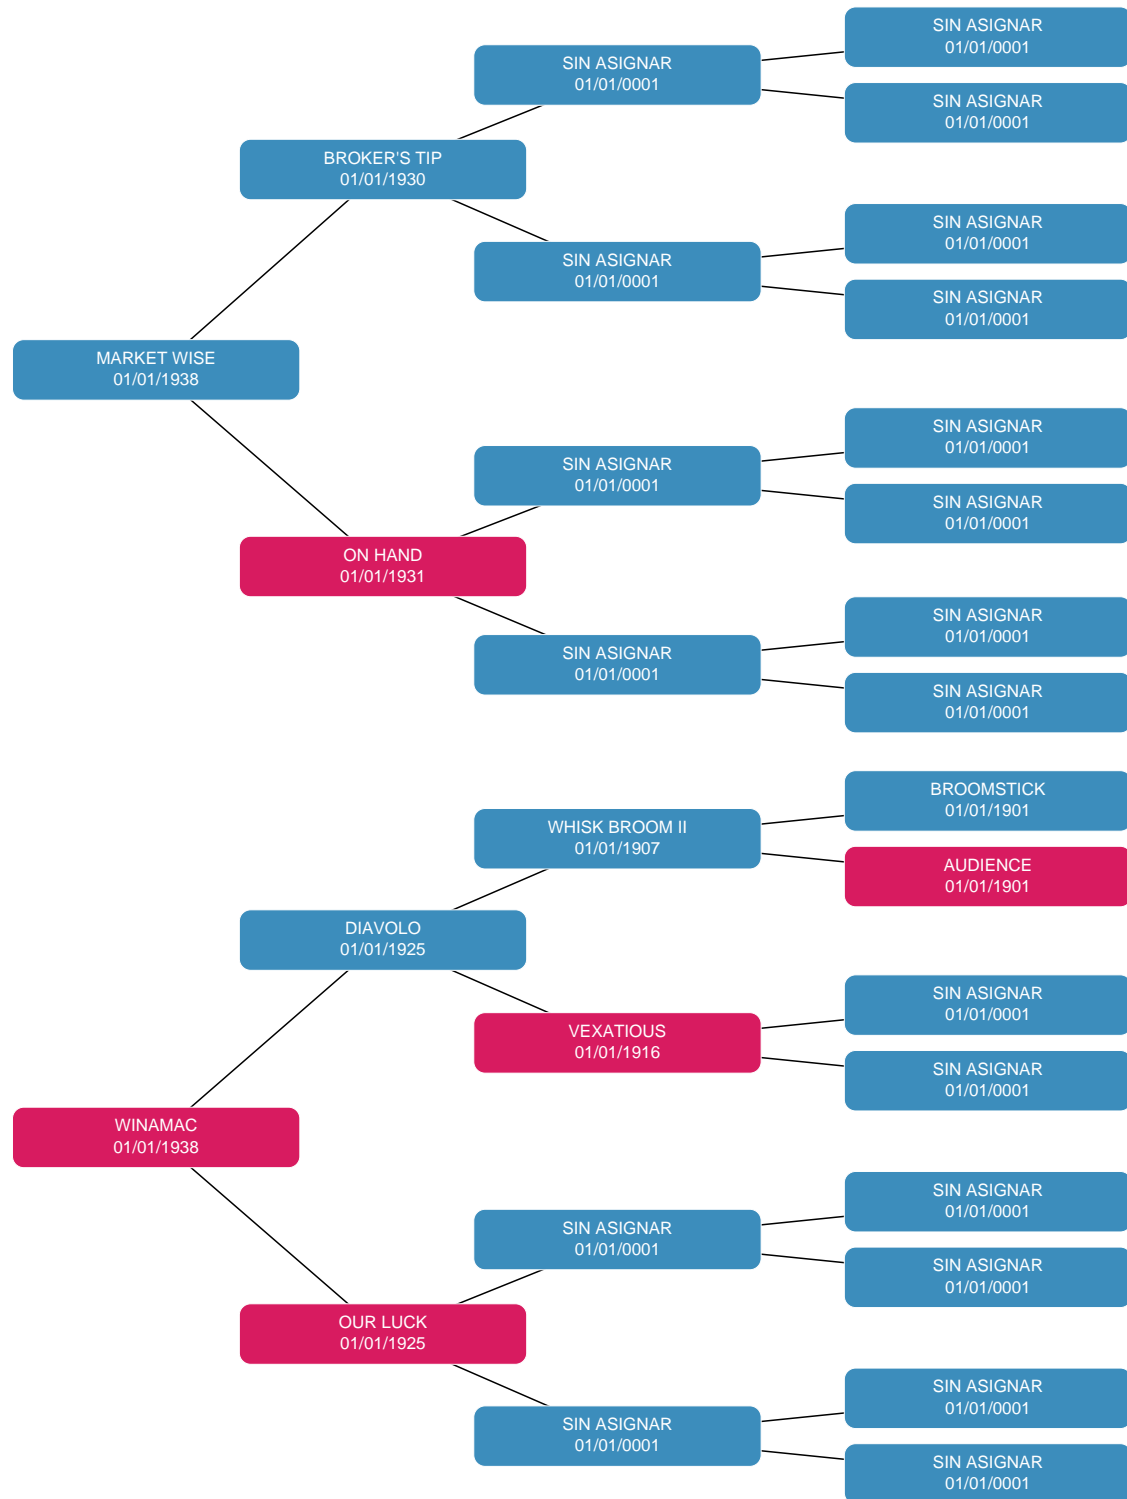 SIN ASIGNAR
01/01/0001
SIN ASIGNAR
01/01/0001
SIN ASIGNAR
01/01/0001
BROKER'S TIP
01/01/1930
SIN ASIGNAR
01/01/0001
SIN ASIGNAR
01/01/0001
SIN ASIGNAR
01/01/0001
MARKET WISE
01/01/1938
SIN ASIGNAR
01/01/0001
SIN ASIGNAR
01/01/0001
SIN ASIGNAR
01/01/0001
ON HAND
01/01/1931
SIN ASIGNAR
01/01/0001
SIN ASIGNAR
01/01/0001
SIN ASIGNAR
01/01/0001
BROOMSTICK
01/01/1901
WHISK BROOM II
01/01/1907
AUDIENCE
01/01/1901
DIAVOLO
01/01/1925
SIN ASIGNAR
01/01/0001
VEXATIOUS
01/01/1916
SIN ASIGNAR
01/01/0001
WINAMAC
01/01/1938
SIN ASIGNAR
01/01/0001
SIN ASIGNAR
01/01/0001
SIN ASIGNAR
01/01/0001
OUR LUCK
01/01/1925
SIN ASIGNAR
01/01/0001
SIN ASIGNAR
01/01/0001
SIN ASIGNAR
01/01/0001